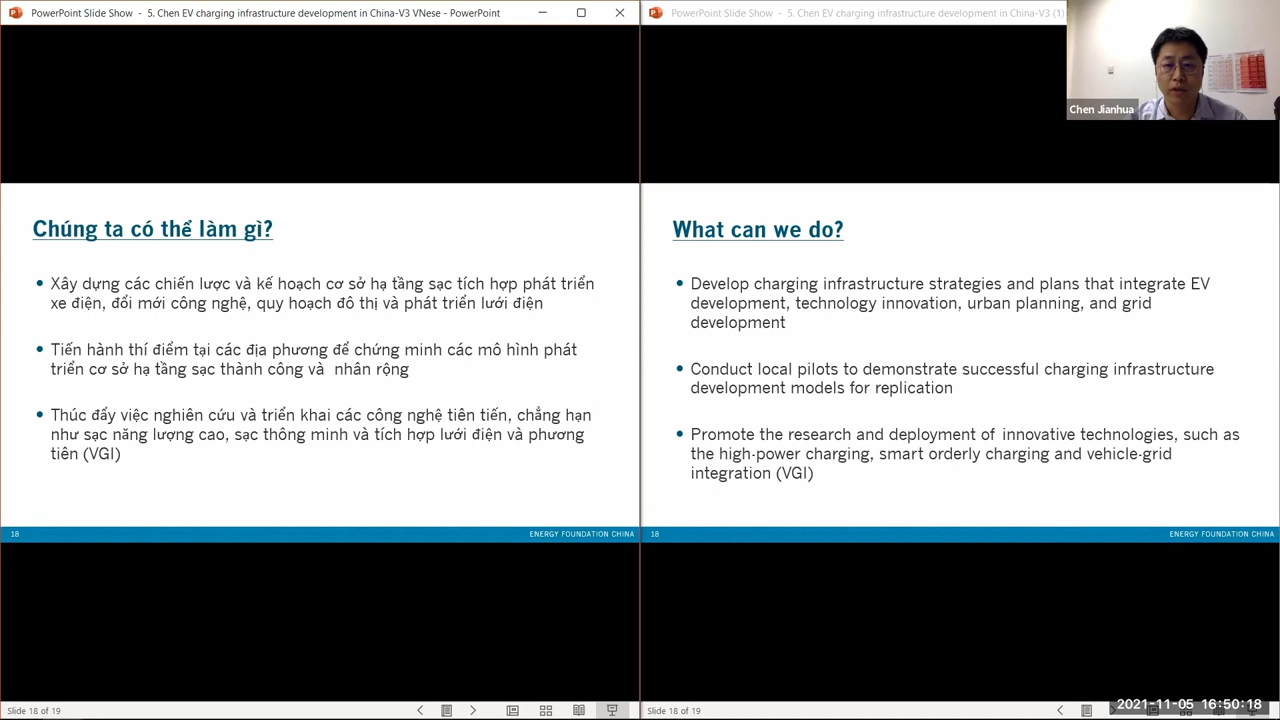 PowerPoint Slide Show - 5. Chen EV charging infrastructure development in China-V3 VNese - PowerPoint
Chúng ta có thể làm gì?
• Xây dựng các chiến lược và kế hoạch cơ sở hạ tầng sạc tích hợp phát triển
xe điện, đổi mới công nghệ, quy hoạch đô thị và phát triển lưới điện
• Tiến hành thí điểm tại các địa phương để chứng minh các mô hình phát
triển cơ sở hạ tầng sạc thành công và nhân rộng
• Thúc đẩy việc nghiên cứu và triển khai các công nghệ tiên tiến, chẳng hạn
như sạc năng lượng cao, sạc thông minh và tích hợp lưới điện và phương
tiên (VGI)
18
ENERGY FOUNDATION CHINA
Slide 18 of 19
PowerPoint Slide Show - 5. Chen EV charging infrastructure development in China-V3 (1)
Chen Jianhua
What can we do?
• Develop charging infrastructure strategies and plans that integrate EV
development, technology innovation, urban planning, and grid
development
• Conduct local pilots to demonstrate successful charging infrastructure
development models for replication
• Promote the research and deployment of innovative technologies, such as
the high-power charging, smart orderly charging and vehicle-grid
integration (VGI)
18
ENERGY FOUNDATION CHINA
Slide 18 of 19
2021-11-05 16:50:18